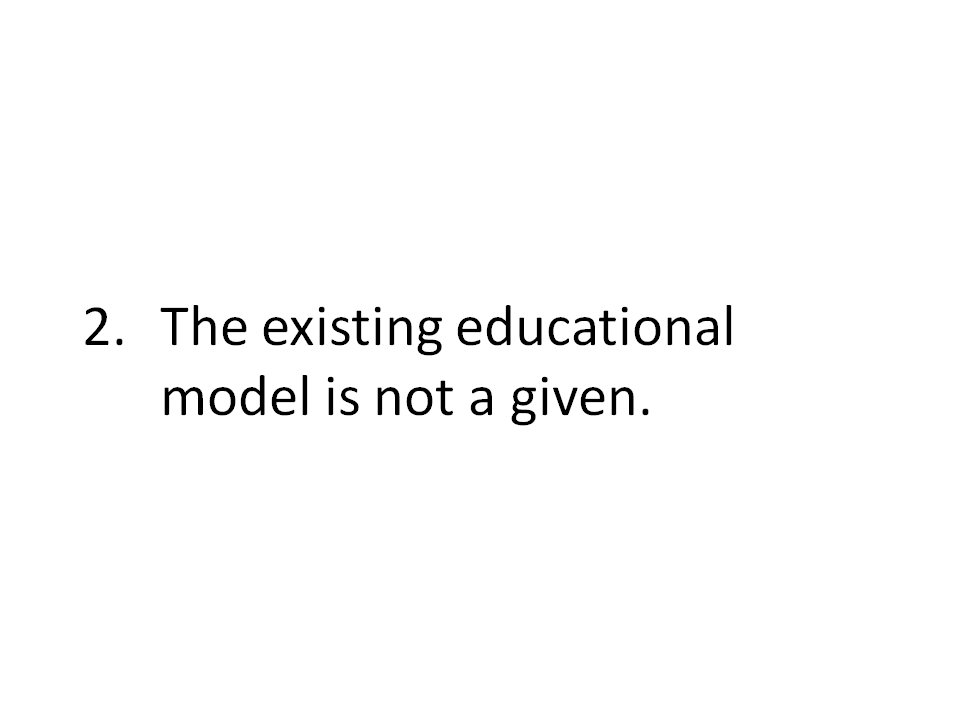 2. The existing educational
model is not a given.